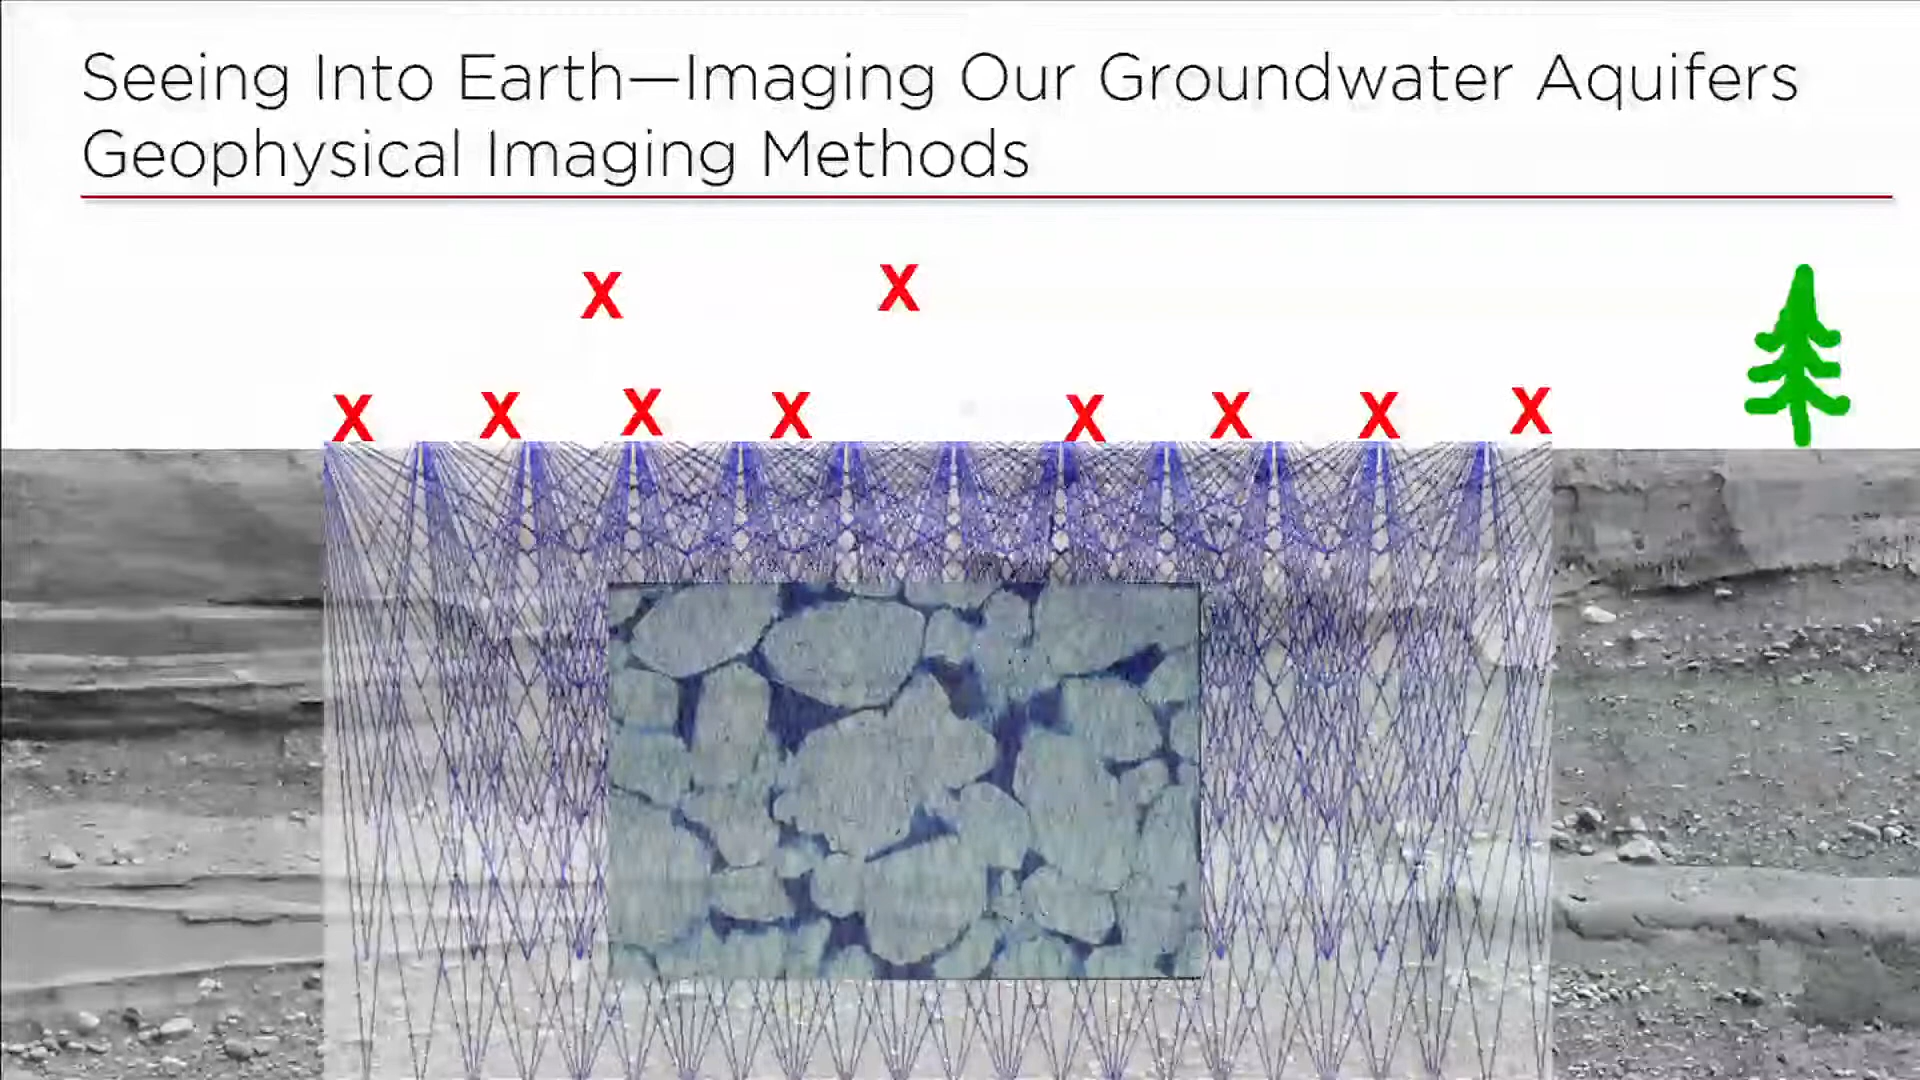 Seeing Into Earth—Imaging Our Groundwater Aquifers
Geophysical Imaging Methods
X X
X X X X X X X X